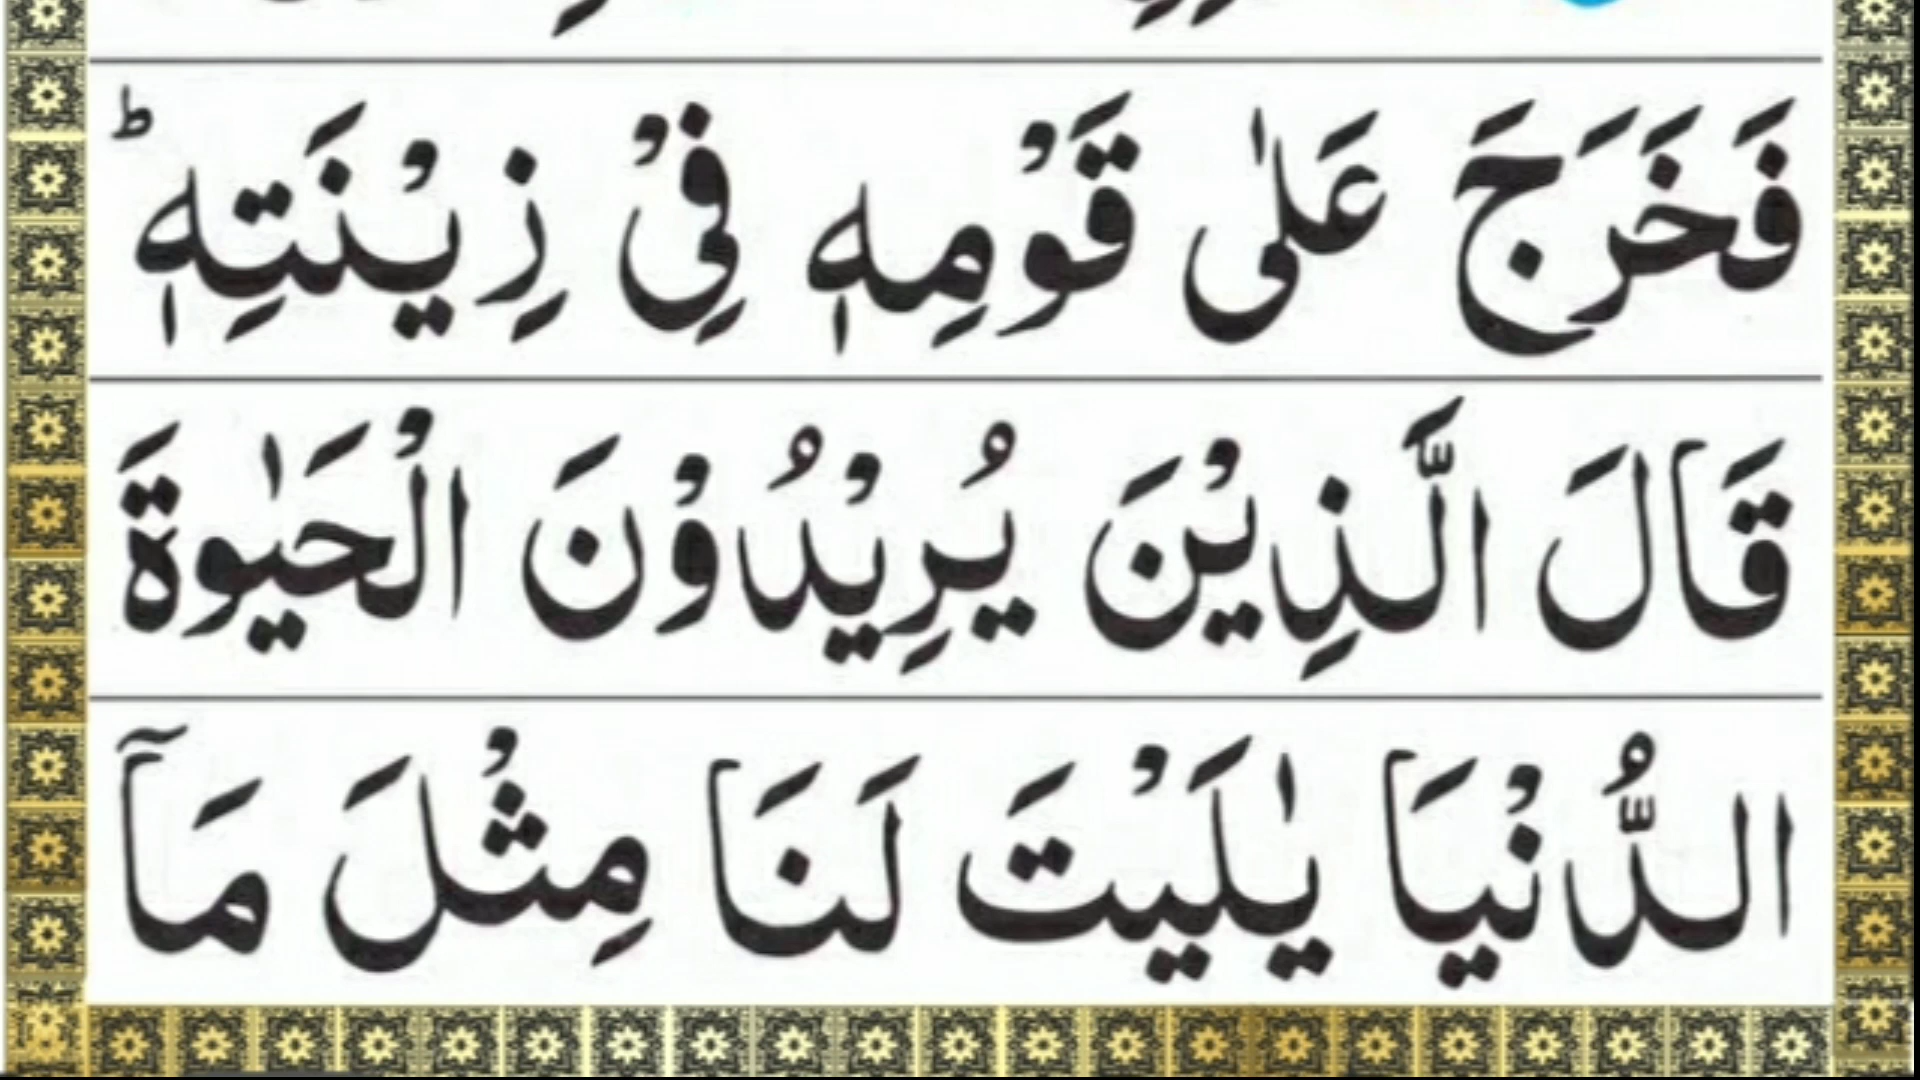 فَخَرَجَ عَلٰى قَوْمِهٖ فِىْ زِيْنَتِهٖ ؕ
قَالَ الَّذِيْنَ يُرِيْدُوْنَ الْحَيٰوةَ
الدُّنْيَا يٰلَيْتَ لَنَا مِثْلَ مَاۤ